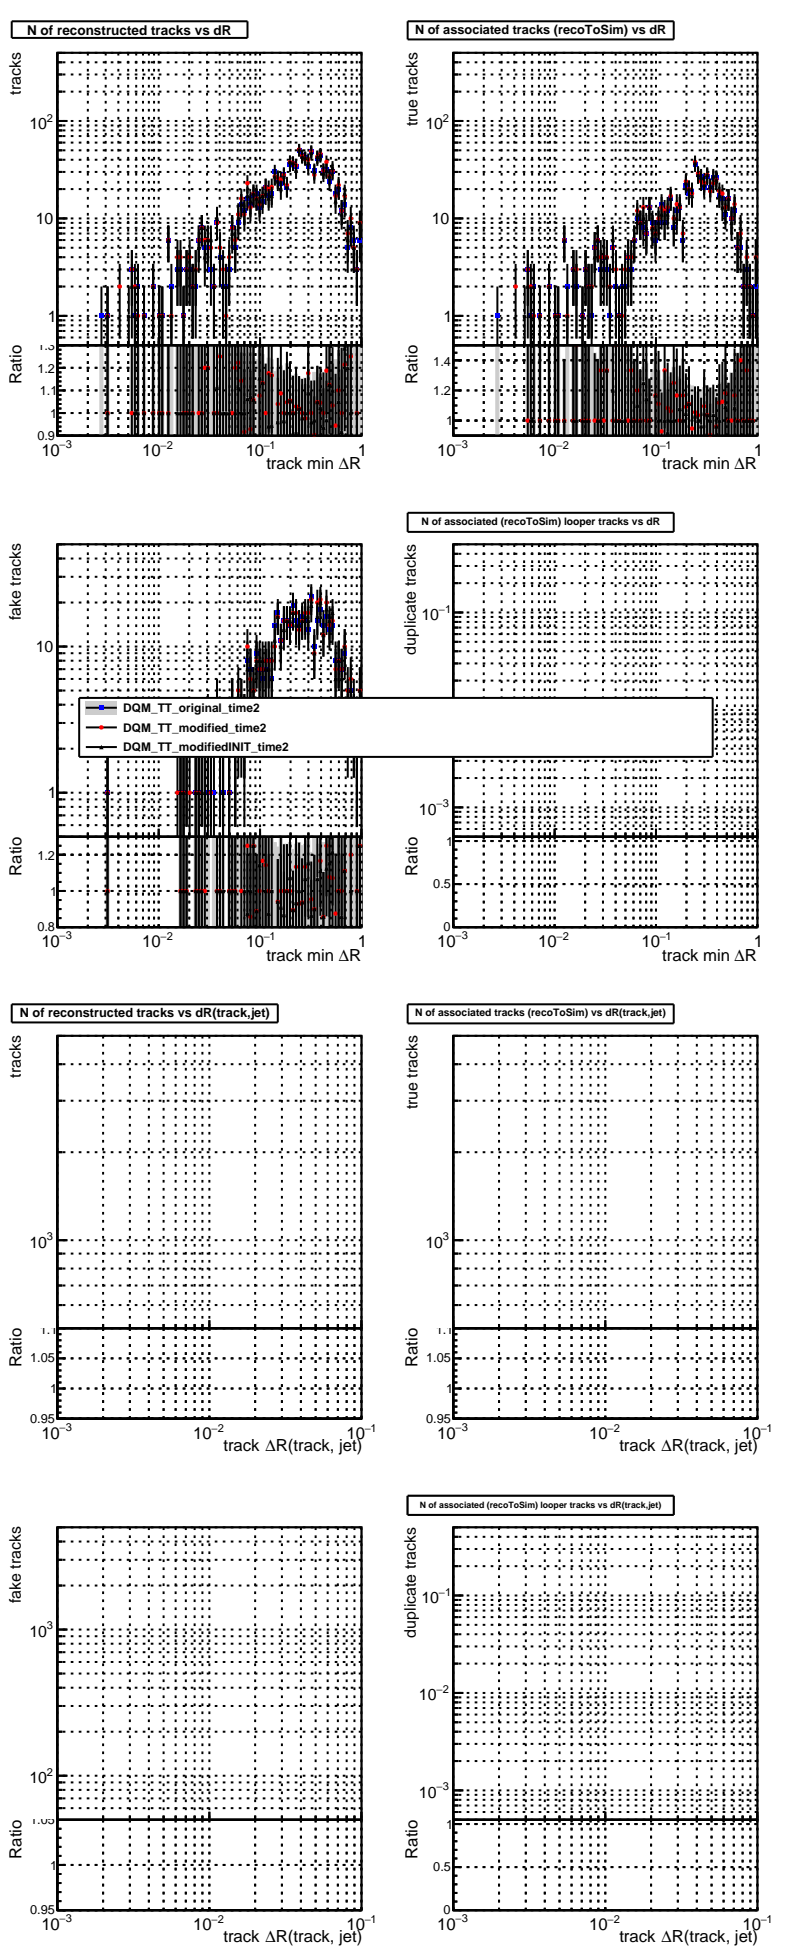 N of reconstructed tracks vs dR
tracks
10²
10
1
Ratio
1.3
1.2
1.1
1
0.9
10⁻³ 10⁻² 10⁻¹ 1
track min ΔR
N of associated tracks (recoToSim) vs dR
true tracks
10²
10
1
Ratio
1.4
1.2
1
10⁻³ 10⁻² 10⁻¹ 1
track min ΔR
fake tracks
10
1
Ratio
1.2
1
0.8
10⁻³ 10⁻² 10⁻¹ 1
track min ΔR
N of associated (recoToSim) looper tracks vs dR
duplicate tracks
10⁻¹
10⁻³
Ratio
1
0.5
0
10⁻³ 10⁻² 10⁻¹ 1
track min ΔR
DQM_TT_original_time2
DQM_TT_modified_time2
DQM_TT_modifiedINIT_time2
N of reconstructed tracks vs dR(track,jet)
tracks
10³
Ratio
1.1
1.05
1
0.95
10⁻³ 10⁻² 10⁻¹
track ΔR(track, jet)
N of associated tracks (recoToSim) vs dR(track,jet)
true tracks
10³
Ratio
1.1
1.05
1
0.95
10⁻³ 10⁻² 10⁻¹
track ΔR(track, jet)
fake tracks
10³
10²
Ratio
1.05
1
0.95
10⁻³ 10⁻² 10⁻¹
track ΔR(track, jet)
N of associated (recoToSim) looper tracks vs dR(track,jet)
duplicate tracks
10⁻¹
10⁻²
10⁻³
Ratio
1
0.5
0
10⁻³ 10⁻² 10⁻¹
track ΔR(track, jet)